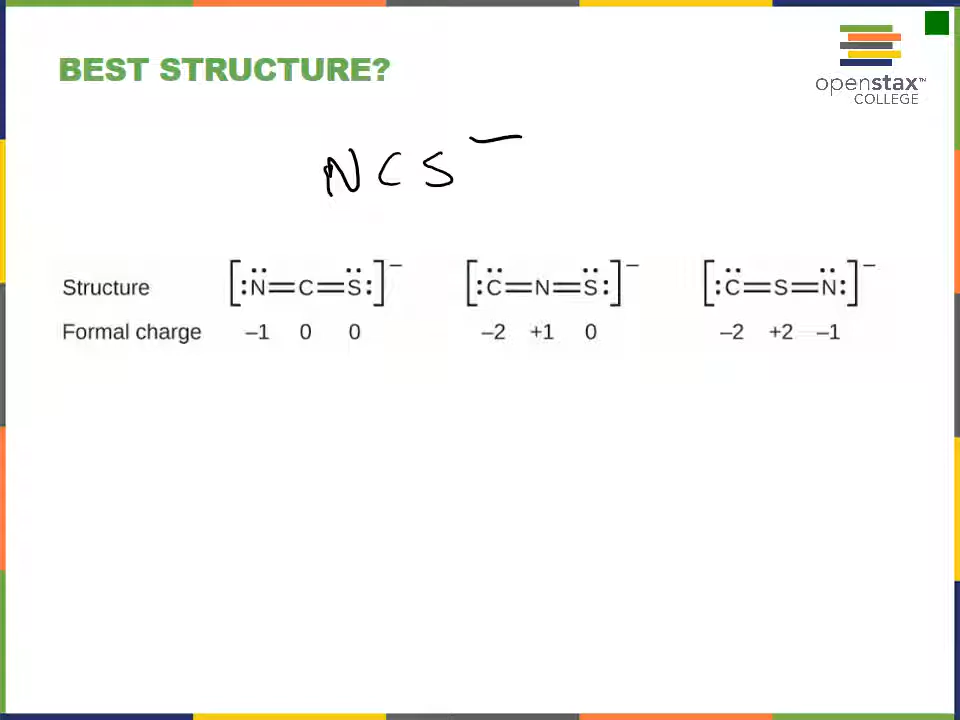 BEST STRUCTURE?
openstax™
COLLEGE
NCS⁻
Structure [:N̈=C=S̈:]⁻ [:C̈=N=S̈:]⁻ [:C̈=S=N̈:]⁻
Formal charge –1 0 0 –2 +1 0 –2 +2 –1